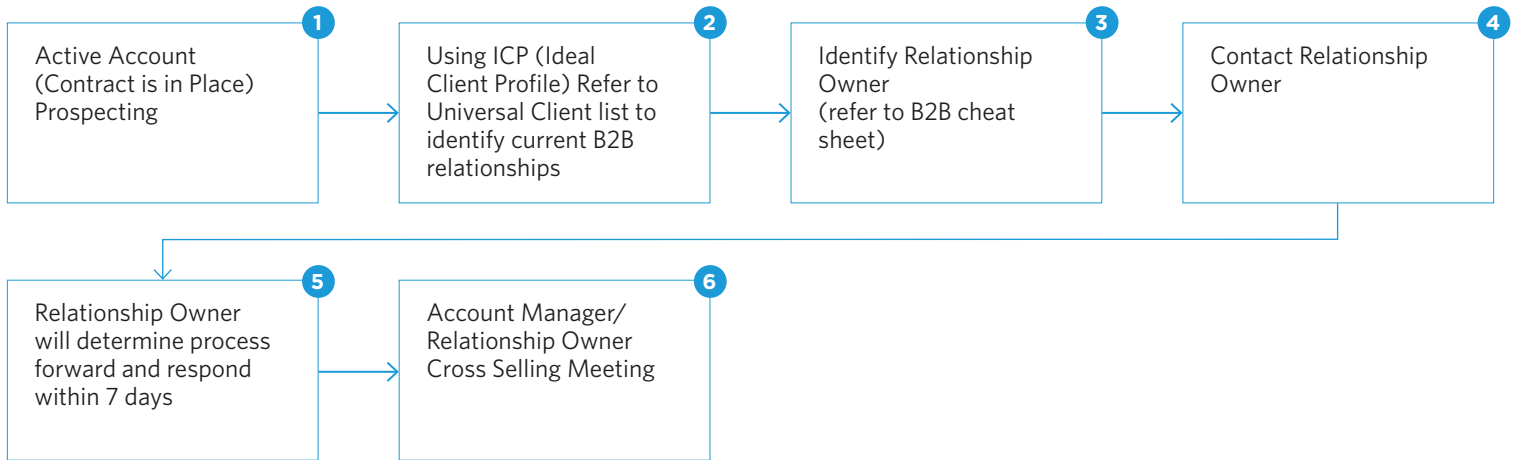 1
Active Account
(Contract is in Place)
Prospecting
2
Using ICP (Ideal
Client Profile) Refer to
Universal Client list to
identify current B2B
relationships
3
Identify Relationship
Owner
(refer to B2B cheat
sheet)
4
Contact Relationship
Owner
5
Relationship Owner
will determine process
forward and respond
within 7 days
6
Account Manager/
Relationship Owner
Cross Selling Meeting